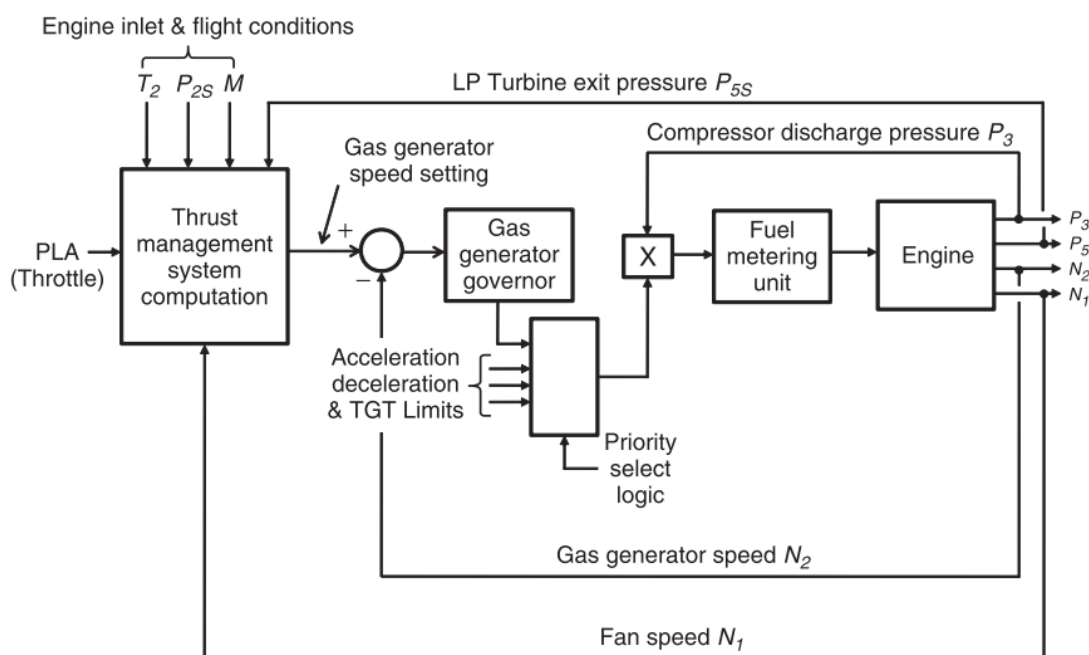 Engine inlet & flight conditions
T2 P2S M
LP Turbine exit pressure P5S
Compressor discharge pressure P3
Gas generator
speed setting
Thrust
management
system
computation
PLA
(Throttle)
+
−
Gas
generator
governor
X
Fuel
metering
unit
Engine
P3
P5
N2
N1
Acceleration
deceleration
& TGT Limits
Priority
select
logic
Gas generator speed N2
Fan speed N1